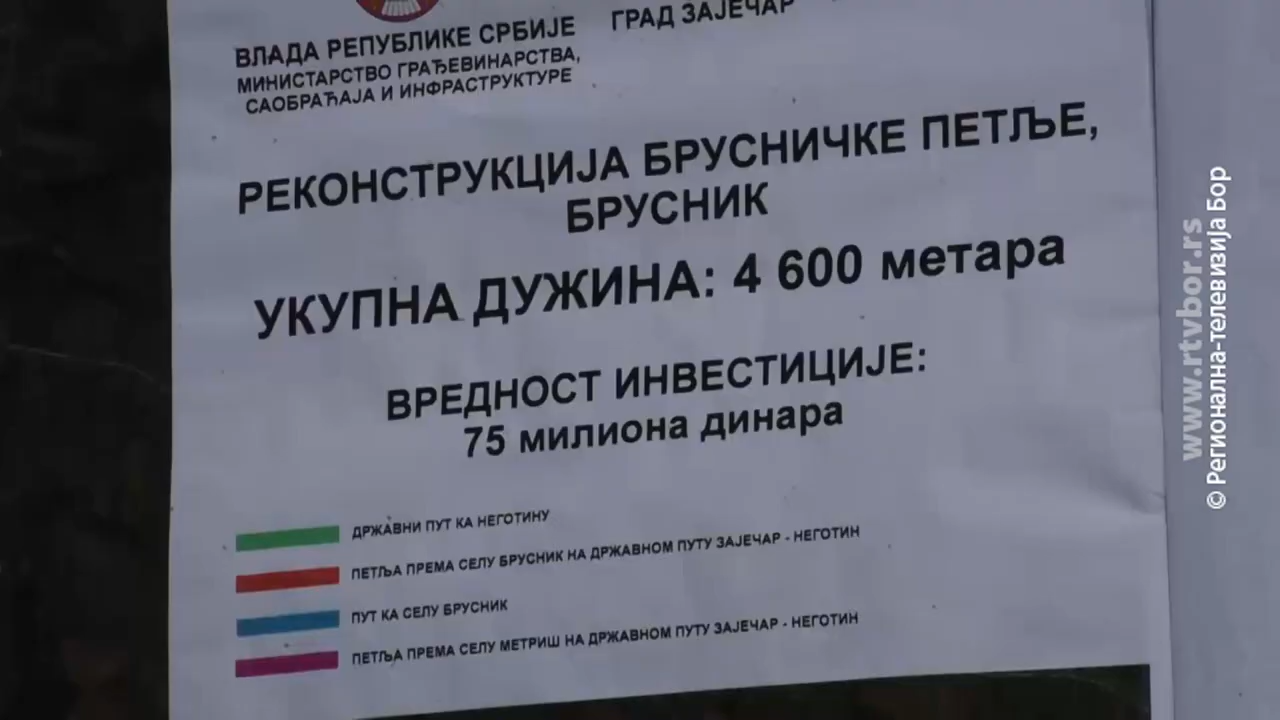 ВЛАДА РЕПУБЛИКЕ СРБИЈЕ
МИНИСТАРСТВО ГРАЂЕВИНАРСТВА,
САОБРАЋАЈА И ИНФРАСТРУКТУРЕ
ГРАД ЗАЈЕЧАР
РЕКОНСТРУКЦИЈА БРУСНИЧКЕ ПЕТЉЕ,
БРУСНИК
УКУПНА ДУЖИНА: 4 600 метара
ВРЕДНОСТ ИНВЕСТИЦИЈЕ:
75 милиона динара
ДРЖАВНИ ПУТ КА НЕГОТИНУ
ПЕТЉА ПРЕМА СЕЛУ БРУСНИК НА ДРЖАВНОМ ПУТУ ЗАЈЕЧАР - НЕГОТИН
ПУТ КА СЕЛУ БРУСНИК
ПЕТЉА ПРЕМА СЕЛУ МЕТРИШ НА ДРЖАВНОМ ПУТУ ЗАЈЕЧАР - НЕГОТИН
www.rtvbor.rs
© Регионална-телевизија Бор